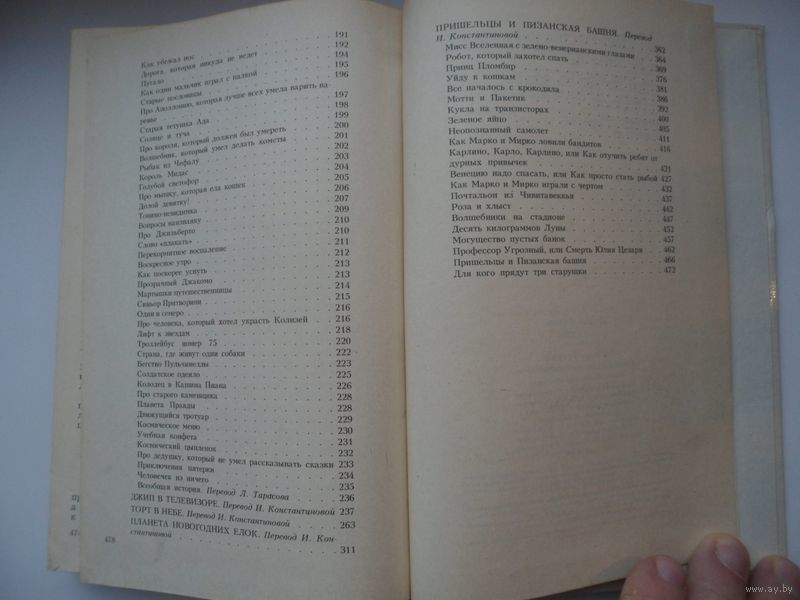 191
Как убежал нос 192
Дорога, которая никуда не ведет 194
Пугало 195
Как один мальчик играл с палкой 196
Старые пословицы
Про Аполлонию, которая лучше всех умела варить ва-
ренье 197
Старая тетушка Ада 198
Солнце и туча 199
Про короля, который должен был умереть 200
Волшебник, который умел делать кометы 201
Рыбак из Чефалу 202
Король Мидас 203
Голубой светофор 204
Про мышку, которая ела кошек 205
Долой девятку! 206
Тонино-невидимка 207
Вопросы наизнанку 209
Про Джильберто 210
Слово «плакать» 210
Перекорнитное воспаление 211
Воскресное утро 212
Как поскорее уснуть 213
Прозрачный Джакомо 213
Мартышки-путешественницы 214
Синьор Притворини 215
Один и семеро 216
Про человека, который хотел украсть Колизей 216
Лифт к звездам 218
Троллейбус номер 75 220
Страна, где живут одни собаки 222
Бегство Пульчинеллы 223
Солдатское одеяло 225
Колодец в Кашина Пиана 226
Про старого каменщика 228
Планета Правды 228
Движущийся тротуар 229
Космическое меню 230
Учебная конфета 231
Космический цыпленок 232
Про дедушку, который не умел рассказывать сказки 233
Приключения пятерки 234
Человечек из ничего 235
Всеобщая история. Перевод Л. Тарасова 236
ДЖИП В ТЕЛЕВИЗОРЕ. Перевод И. Константиновой 237
ТОРТ В НЕБЕ. Перевод И. Константиновой 263
ПЛАНЕТА НОВОГОДНИХ ЕЛОК. Перевод И. Кон-
стантиновой 311
478
ПРИШЕЛЬЦЫ И ПИЗАНСКАЯ БАШНЯ. Перевод
И. Константиновой
Мисс Вселенная с зелено-венерианскими глазами 362
Робот, который захотел спать 364
Принц Пломбир 369
Уйду к кошкам 376
Все началось с крокодила 381
Мотти и Пакетик 386
Кукла на транзисторах 392
Зеленое яйцо 400
Неопознанный самолет 405
Как Марко и Мирко ловили бандитов 411
Карлино, Карло, Карлино, или Как отучить ребят от 416
дурных привычек
Венецию надо спасать, или Как просто стать рыбой 421
427
Как Марко и Мирко играли с чертом 432
Почтальон из Чивитавеккья 437
Роза и хлыст 442
Волшебники на стадионе 447
Десять килограммов Луны 452
Могущество пустых банок 457
Профессор Угрозный, или Смерть Юлия Цезаря 462
Пришельцы и Пизанская башня 466
Для кого прядут три старушки 472
www.ay.by